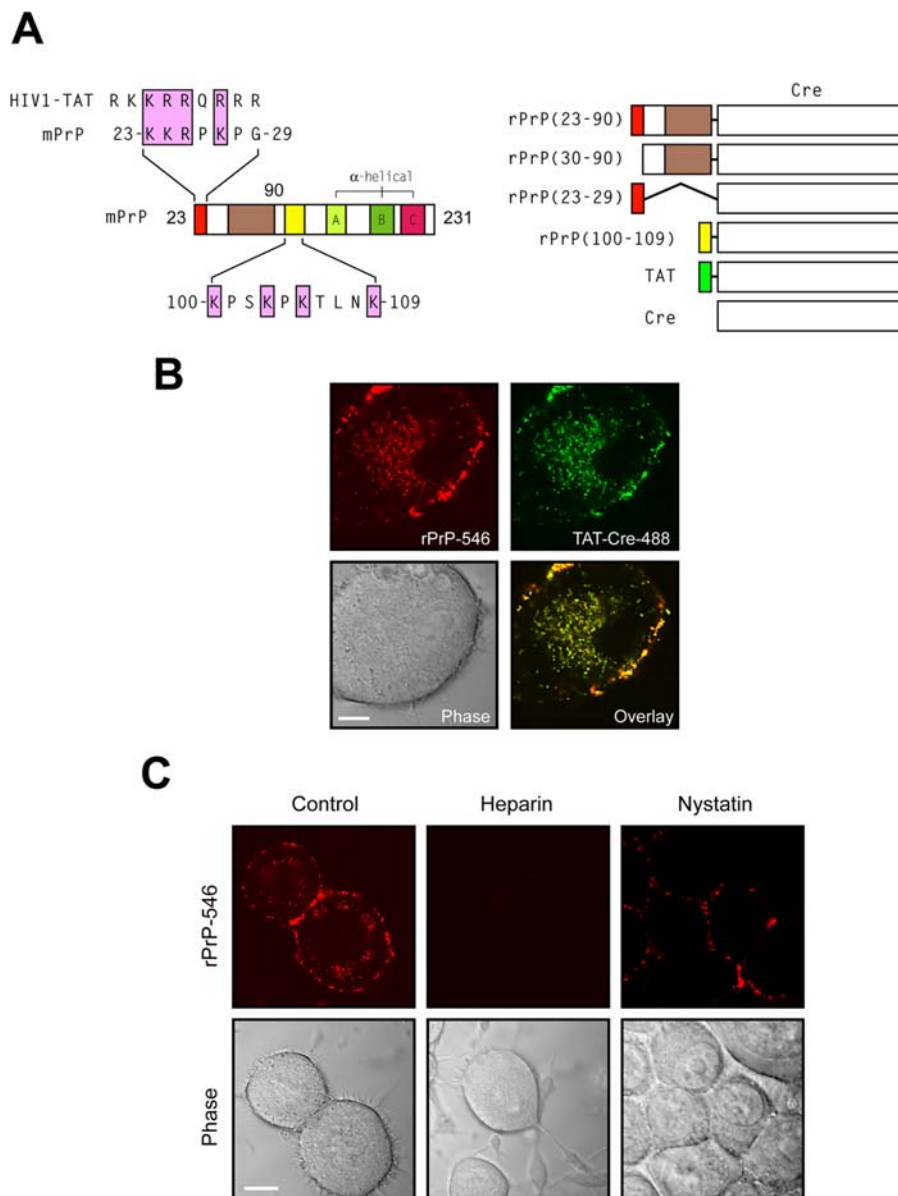 A
HIV1-TAT R K K R R Q R R R
mPrP 23-K K R P K P G-29
90
α-helical
mPrP 23 A B C 231
100-K P S K P K T L N K-109
Cre
rPrP(23-90)
rPrP(30-90)
rPrP(23-29)
rPrP(100-109)
TAT
Cre
B
rPrP-546 TAT-Cre-488
Phase Overlay
C
Control Heparin Nystatin
rPrP-546
Phase